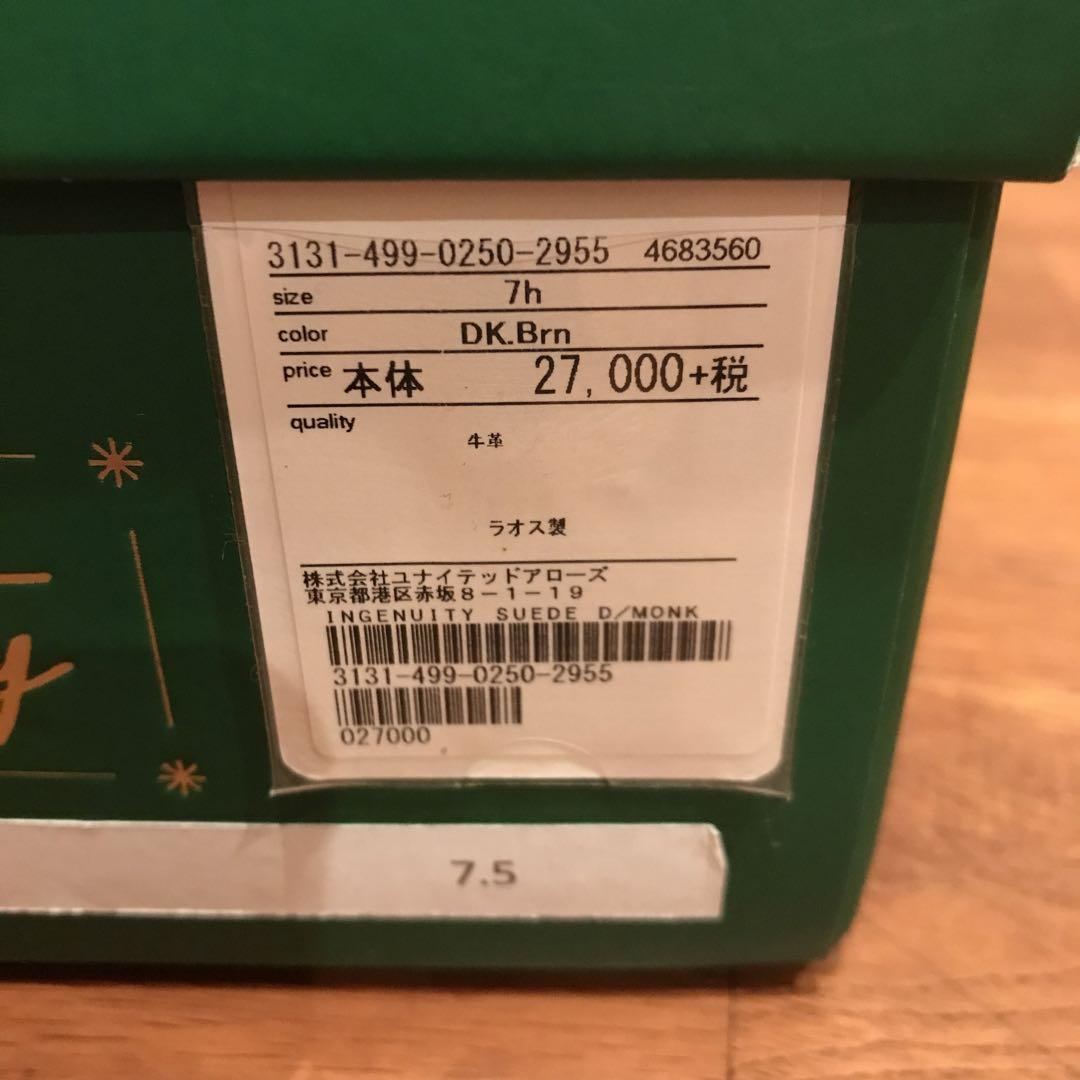 3131-499-0250-2955 4683560
size 7h
color DK.Brn
price 本体 27,000+税
quality
牛革
ラオス製
株式会社ユナイテッドアローズ
東京都港区赤坂8-1-19
INGENUITY SUEDE D/MONK
3131-499-0250-2955
027000
7.5